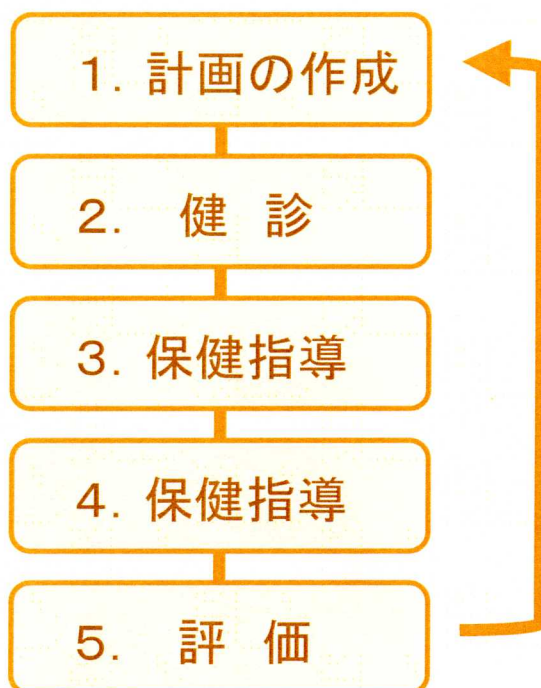 1. 計画の作成
2. 健 診
3. 保健指導
4. 保健指導
5. 評 価